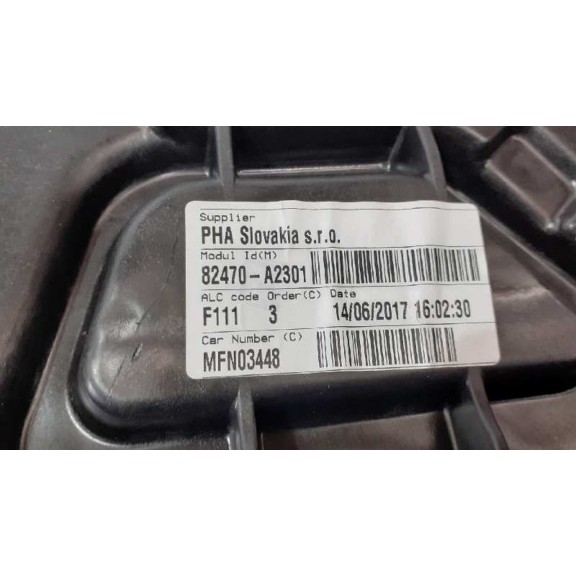 Supplier
PHA Slovakia s.r.o.
Modul Id(M)
82470-A2301
ALC code Order(C) Date
F111 3 14/06/2017 16:02:30
Car Number (C)
MFN03448